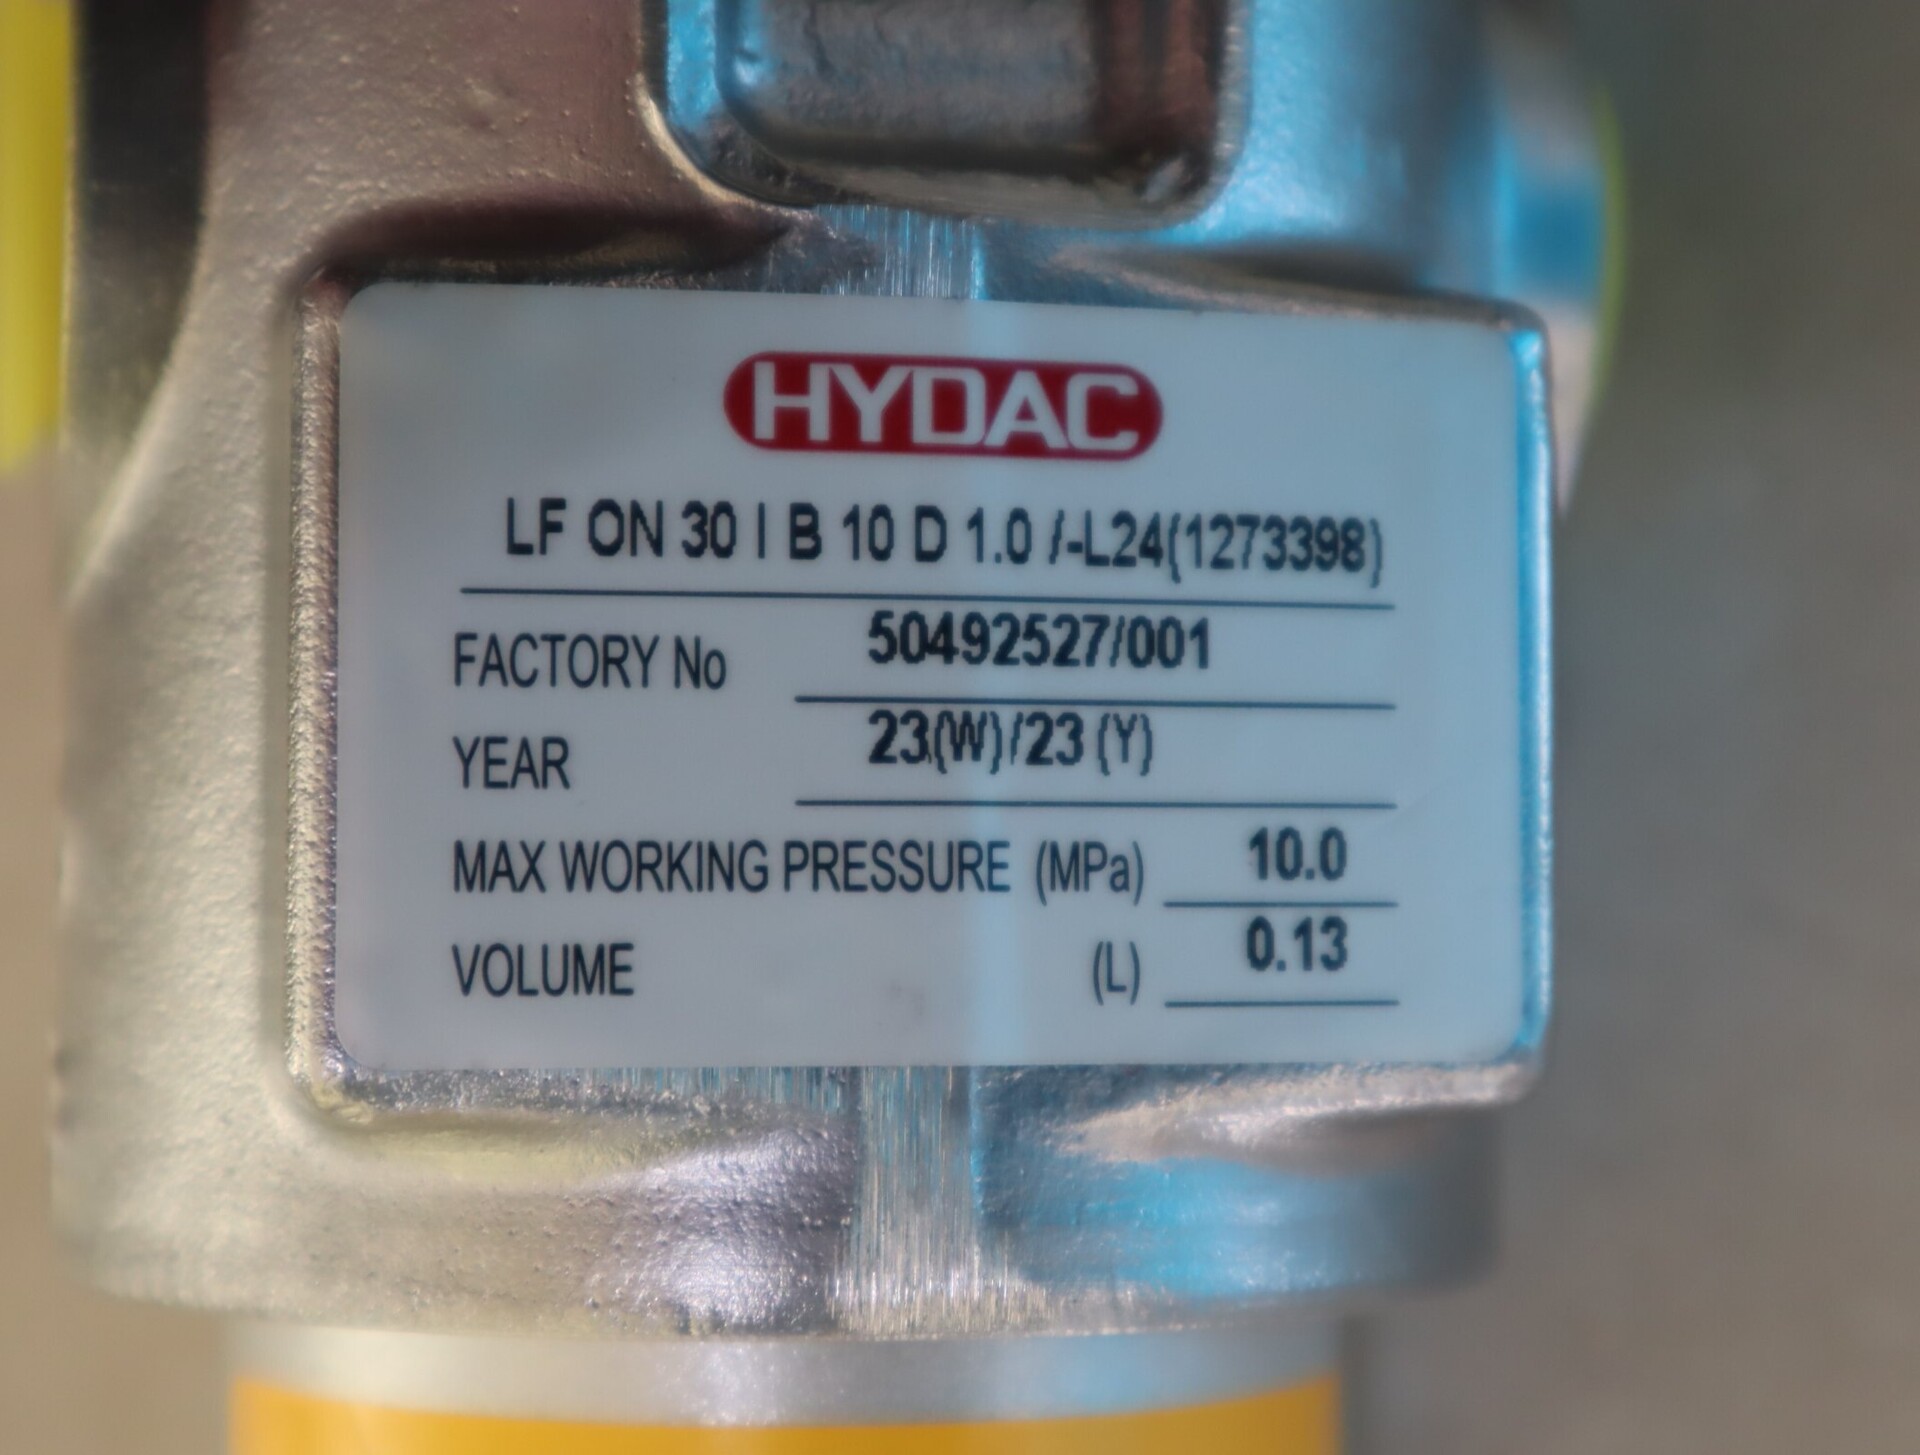 HYDAC
LF ON 30 I B 10 D 1.0 /-L24(1273398)
FACTORY No 50492527/001
YEAR 23(W)/23 (Y)
MAX WORKING PRESSURE (MPa) 10.0
VOLUME (L) 0.13